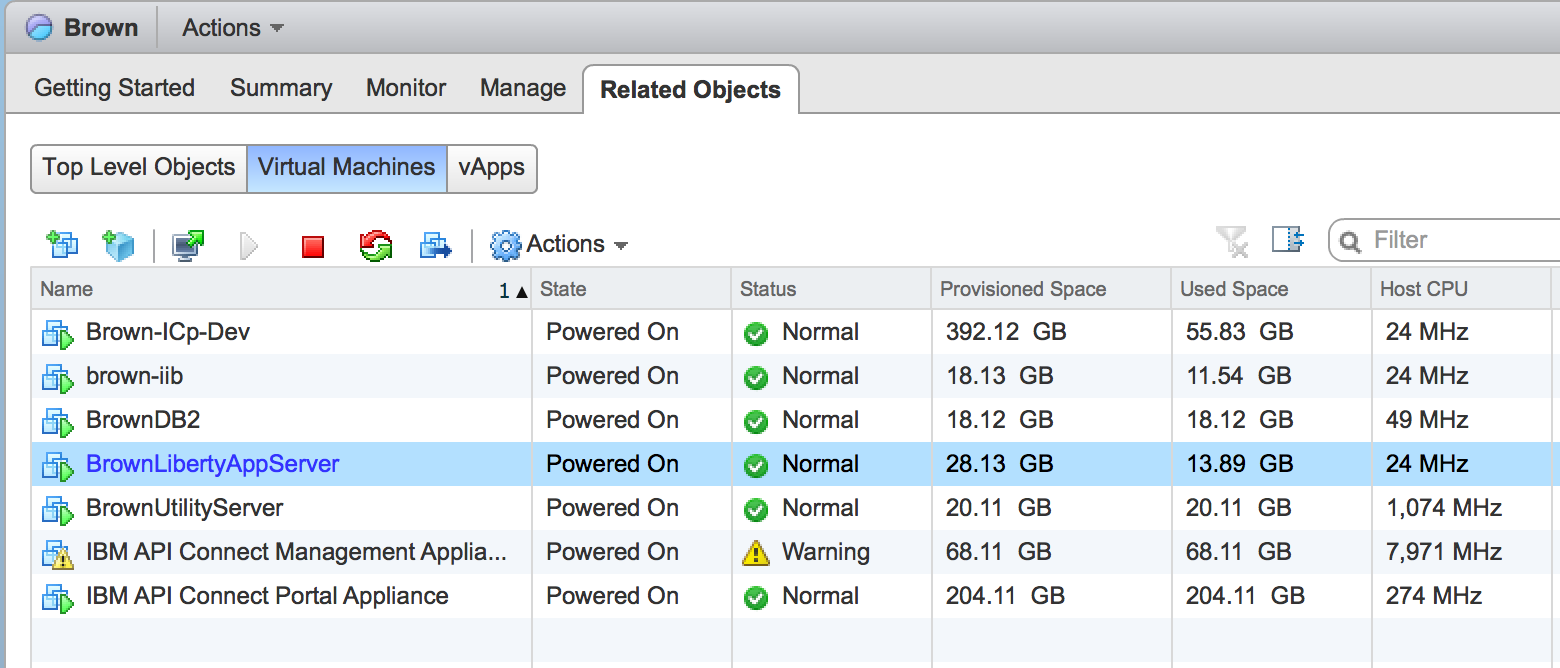 Brown Actions
Getting Started Summary Monitor Manage Related Objects
Top Level Objects Virtual Machines vApps
Actions Filter
Name 1 ▲ State Status Provisioned Space Used Space Host CPU
Brown-ICp-Dev Powered On Normal 392.12 GB 55.83 GB 24 MHz
brown-iib Powered On Normal 18.13 GB 11.54 GB 24 MHz
BrownDB2 Powered On Normal 18.12 GB 18.12 GB 49 MHz
BrownLibertyAppServer Powered On Normal 28.13 GB 13.89 GB 24 MHz
BrownUtilityServer Powered On Normal 20.11 GB 20.11 GB 1,074 MHz
IBM API Connect Management Applia... Powered On Warning 68.11 GB 68.11 GB 7,971 MHz
IBM API Connect Portal Appliance Powered On Normal 204.11 GB 204.11 GB 274 MHz